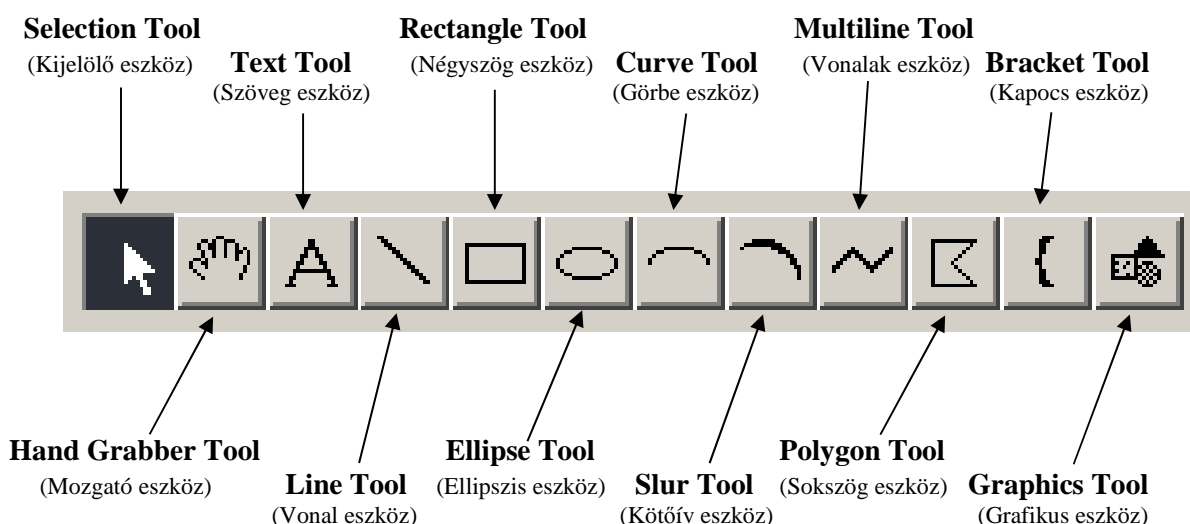 Selection Tool
(Kijelölő eszköz)
Text Tool
(Szöveg eszköz)
Rectangle Tool
(Négyszög eszköz)
Curve Tool
(Görbe eszköz)
Multiline Tool
(Vonalak eszköz)
Bracket Tool
(Kapocs eszköz)
A
Hand Grabber Tool
(Mozgató eszköz)
Line Tool
(Vonal eszköz)
Ellipse Tool
(Ellipszis eszköz)
Slur Tool
(Kötőív eszköz)
Polygon Tool
(Sokszög eszköz)
Graphics Tool
(Grafikus eszköz)